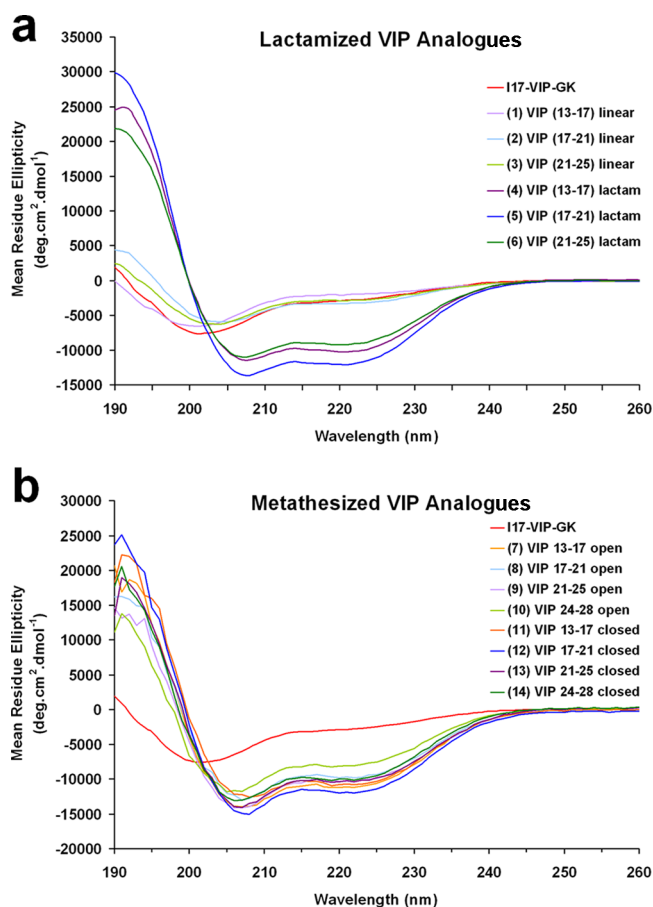 a
Lactamized VIP Analogues
Mean Residue Ellipticity
(deg.cm².dmol⁻¹)
35000
30000
25000
20000
15000
10000
5000
0
-5000
-10000
-15000
I17-VIP-GK
(1) VIP (13-17) linear
(2) VIP (17-21) linear
(3) VIP (21-25) linear
(4) VIP (13-17) lactam
(5) VIP (17-21) lactam
(6) VIP (21-25) lactam
190 200 210 220 230 240 250 260
Wavelength (nm)
b
Metathesized VIP Analogues
Mean Residue Ellipticity
(deg.cm².dmol⁻¹)
30000
25000
20000
15000
10000
5000
0
-5000
-10000
-15000
-20000
I17-VIP-GK
(7) VIP 13-17 open
(8) VIP 17-21 open
(9) VIP 21-25 open
(10) VIP 24-28 open
(11) VIP 13-17 closed
(12) VIP 17-21 closed
(13) VIP 21-25 closed
(14) VIP 24-28 closed
190 200 210 220 230 240 250 260
Wavelength (nm)